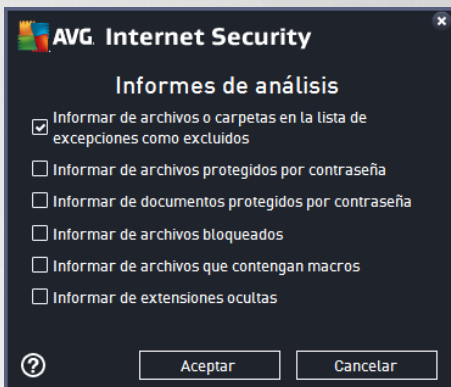 AVG Internet Security
Informes de análisis
Informar de archivos o carpetas en la lista de
excepciones como excluidos
Informar de archivos protegidos por contraseña
Informar de documentos protegidos por contraseña
Informar de archivos bloqueados
Informar de archivos que contengan macros
Informar de extensiones ocultas
? Aceptar Cancelar